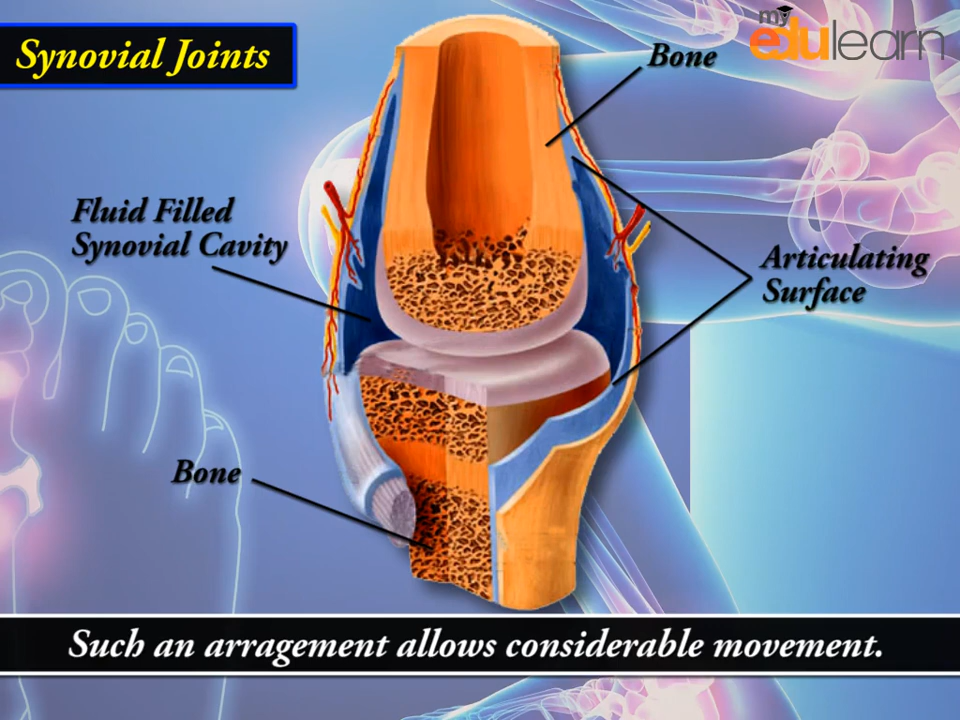 Synovial Joints
my
edulearn
Bone
Fluid Filled
Synovial Cavity
Articulating
Surface
Bone
Such an arragement allows considerable movement.